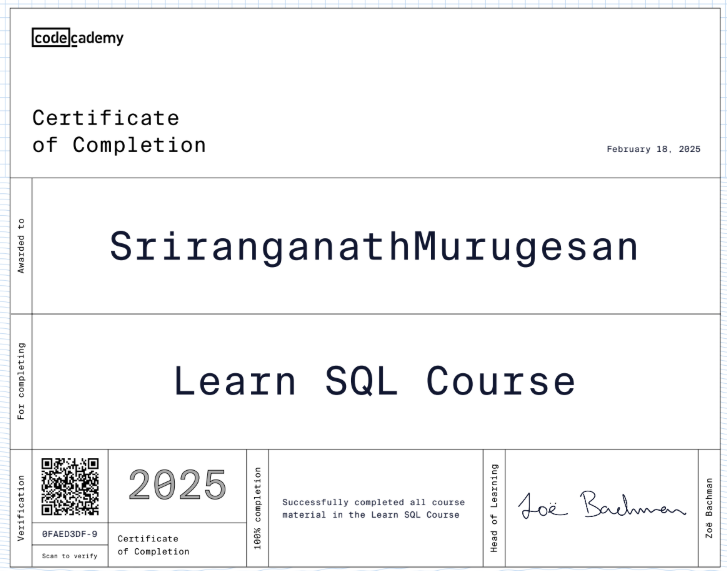 codecademy
Certificate
of Completion
February 18, 2025
Awarded to
SriranganathMurugesan
For completing
Learn SQL Course
Verification
0FAED3DF-9
Scan to verify
2025
Certificate
of Completion
100% completion
Successfully completed all course
material in the Learn SQL Course
Head of Learning
Zoë Bachman
Zoë Bachman